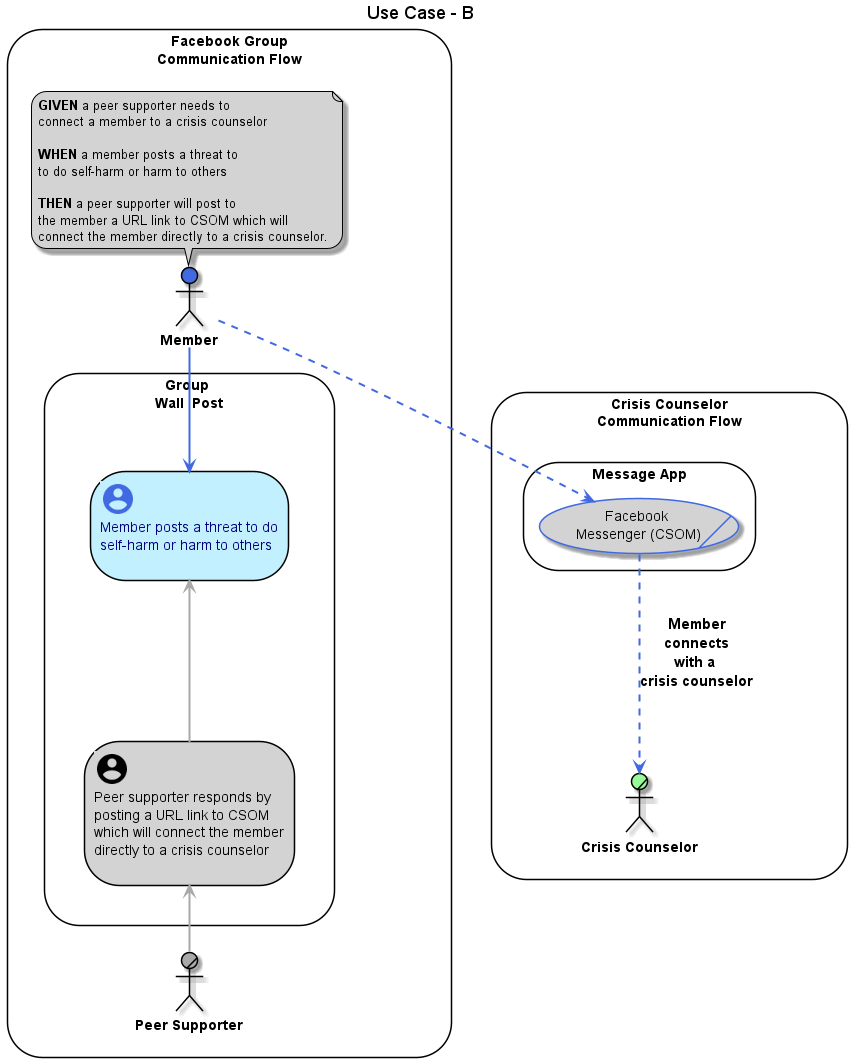 Use Case - B
Facebook Group
Communication Flow
GIVEN a peer supporter needs to
connect a member to a crisis counselor
WHEN a member posts a threat to
to do self-harm or harm to others
THEN a peer supporter will post to
the member a URL link to CSOM which will
connect the member directly to a crisis counselor.
Member
Group
Wall Post
Member posts a threat to do
self-harm or harm to others
Peer supporter responds by
posting a URL link to CSOM
which will connect the member
directly to a crisis counselor
Peer Supporter
Crisis Counselor
Communication Flow
Message App
Facebook
Messenger (CSOM)
Member
connects
with a
crisis counselor
Crisis Counselor